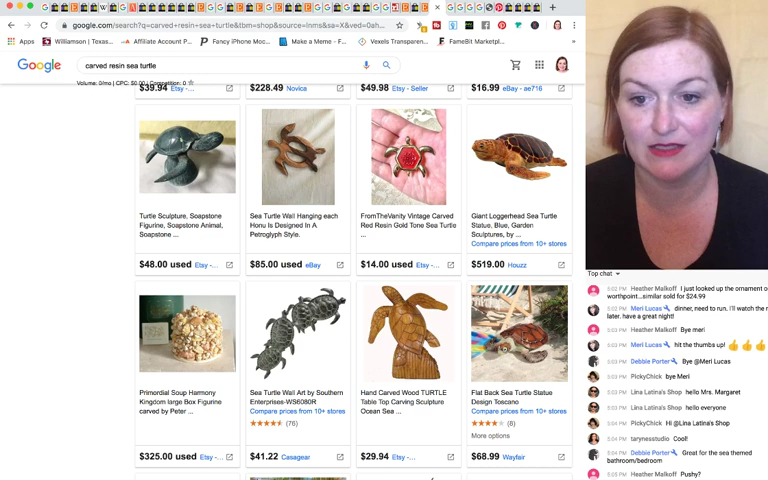 google.com/search?q=carved+resin+sea+turtle&tbm=shop&source=lnms&sa=X&ved=0ah...
Apps
Williamson | Texas...
Affiliate Account P...
Fancy iPhone Moc...
Make a Meme - F...
Vexels Transparen...
FameBit Marketpl...
Google
carved resin sea turtle
Volume: 0/mo | CPC: $0.00 | Competition: 0
$39.94 Etsy -...
$228.49 Novica
$49.98 Etsy - Seller
$16.99 eBay - ae716
Turtle Sculpture, Soapstone
Figurine, Soapstone Animal,
Soapstone ...
$48.00 used Etsy -...
Sea Turtle Wall Hanging each
Honu Is Designed In A
Petroglyph Style.
$85.00 used eBay
FromTheVanity Vintage Carved
Red Resin Gold Tone Sea Turtle
...
$14.00 used Etsy -...
Giant Loggerhead Sea Turtle
Statue, Blue, Garden
Sculptures, by ...
Compare prices from 10+ stores
$519.00 Houzz
Primordial Soup Harmony
Kingdom large Box Figurine
carved by Peter ...
$325.00 used Etsy -...
Sea Turtle Wall Art by Southern
Enterprises-WS6080R
Compare prices from 10+ stores
(76)
$41.22 Casagear
Hand Carved Wood TURTLE
Table Top Carving Sculpture
Ocean Sea ...
$29.94 Etsy -...
Flat Back Sea Turtle Statue
Design Toscano
Compare prices from 10+ stores
(8)
More options
$68.99 Wayfair
Top chat
5:02 PM Heather Malkoff I just looked up the ornament o
worthpoint...similar sold for $24.99
5:02 PM Meri Lucas dinner, need to run. I'll watch the r
later. have a great night!
5:03 PM Heather Malkoff Bye meri
5:03 PM Meri Lucas hit the thumbs up!
5:03 PM Debbie Porter Bye @Meri Lucas
5:03 PM PickyChick bye Meri
5:03 PM Lina Latina's Shop hello Mrs. Margaret
5:03 PM Lina Latina's Shop hello everyone
5:04 PM PickyChick Hi @Lina Latina's Shop
5:04 PM tarynesstudio Cool!
5:04 PM Debbie Porter Great for the sea themed
bathroom/bedroom
5:05 PM Heather Malkoff Pushy?